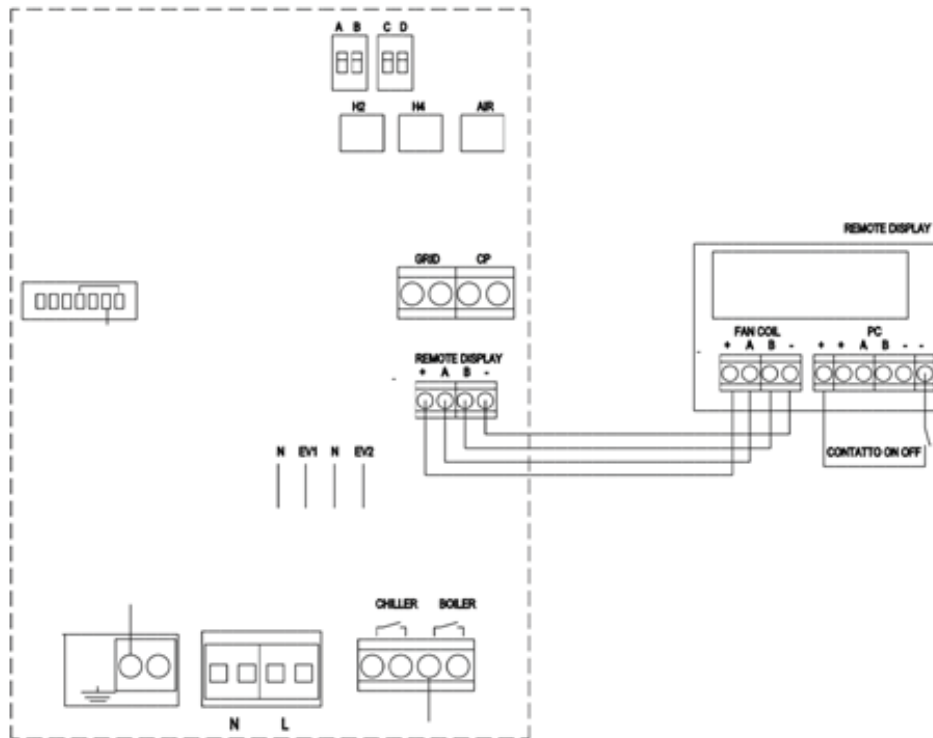 A B C D
H2 H4 AIR
REMOTE DISPLAY
GRID CP
FAN COIL PC
+ A B - + + A B - -
REMOTE DISPLAY
+ A B -
N EV1 N EV2
CONTATTO ON OFF
CHILLER BOILER
N L